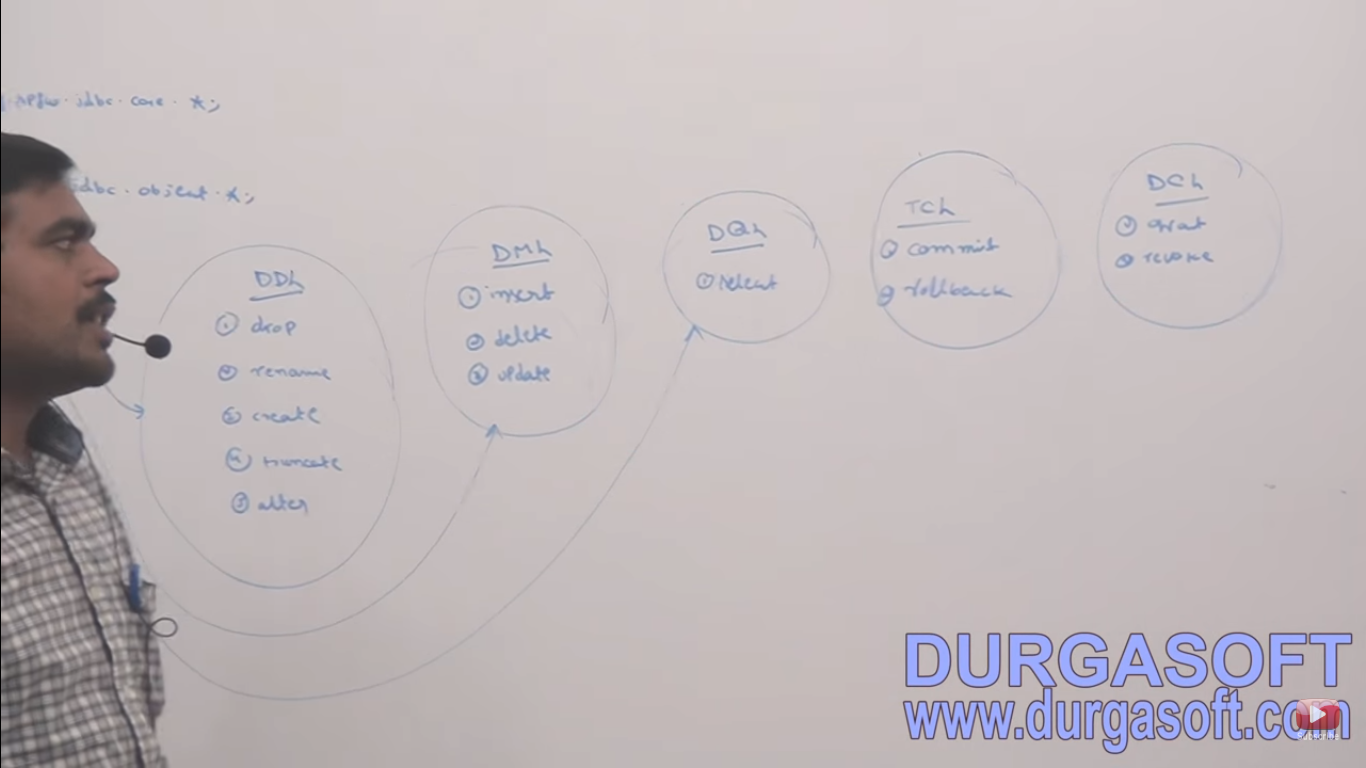 jdbc . core . *;
jdbc . object . *;
DDL
① drop
② rename
③ create
④ truncate
⑤ alter
DML
① insert
② delete
③ update
DQL
① select
TCL
① commit
② rollback
DCL
① grant
② revoke
DURGASOFT
www.durgasoft.com
Subscribe